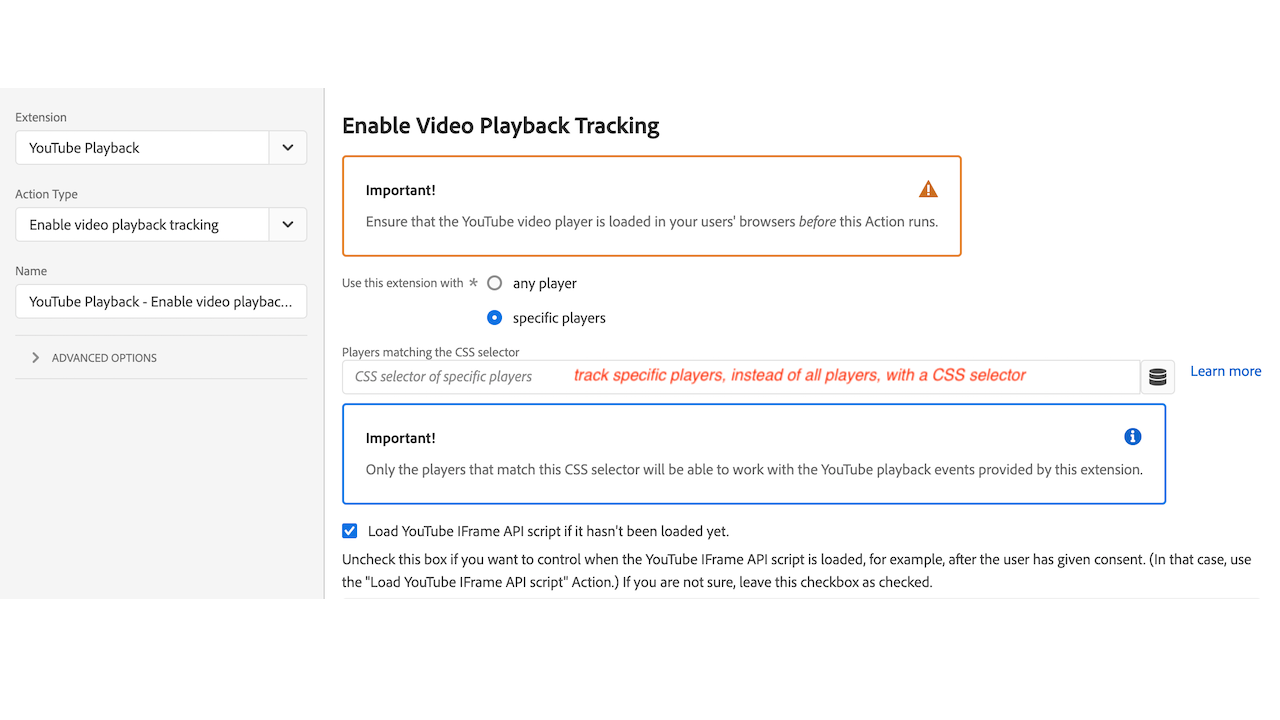 Extension
YouTube Playback
Action Type
Enable video playback tracking
Name
YouTube Playback - Enable video playbac...
ADVANCED OPTIONS
Enable Video Playback Tracking
Important!
Ensure that the YouTube video player is loaded in your users' browsers before this Action runs.
Use this extension with * any player
specific players
Players matching the CSS selector
CSS selector of specific players track specific players, instead of all players, with a CSS selector Learn more
Important!
Only the players that match this CSS selector will be able to work with the YouTube playback events provided by this extension.
Load YouTube IFrame API script if it hasn't been loaded yet.
Uncheck this box if you want to control when the YouTube IFrame API script is loaded, for example, after the user has given consent. (In that case, use
the "Load YouTube IFrame API script" Action.) If you are not sure, leave this checkbox as checked.